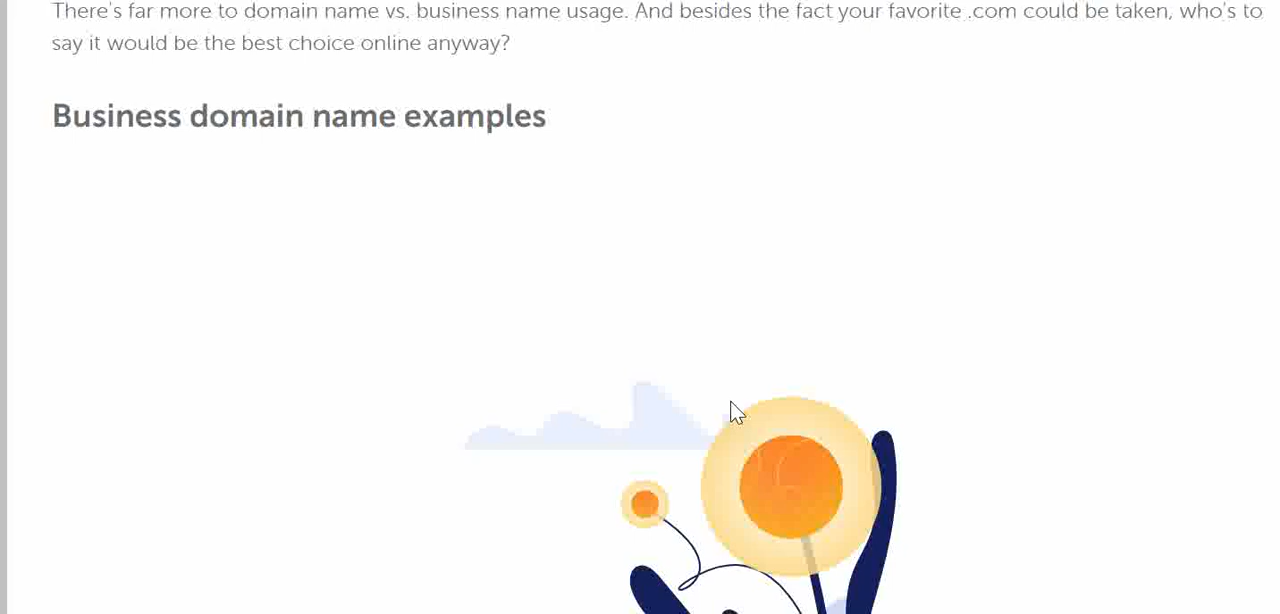 There's far more to domain name vs. business name usage. And besides the fact your favorite .com could be taken, who's to
say it would be the best choice online anyway?
Business domain name examples